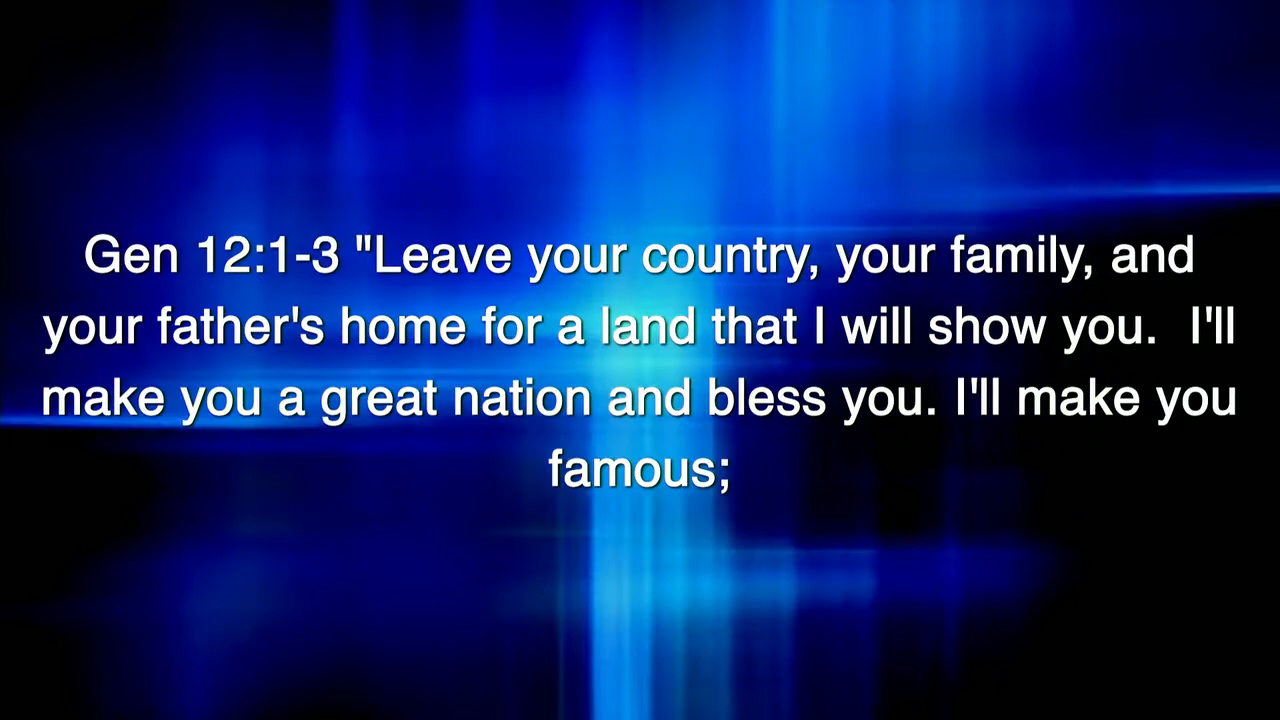 Gen 12:1-3 "Leave your country, your family, and
your father's home for a land that I will show you.  I'll
make you a great nation and bless you. I'll make you
famous;